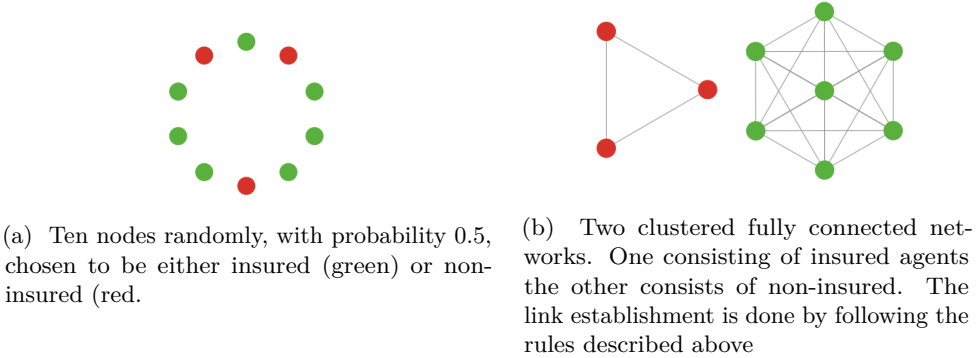 (a) Ten nodes randomly, with probability 0.5,
chosen to be either insured (green) or non-
insured (red.
(b) Two clustered fully connected net-
works. One consisting of insured agents
the other consists of non-insured. The
link establishment is done by following the
rules described above